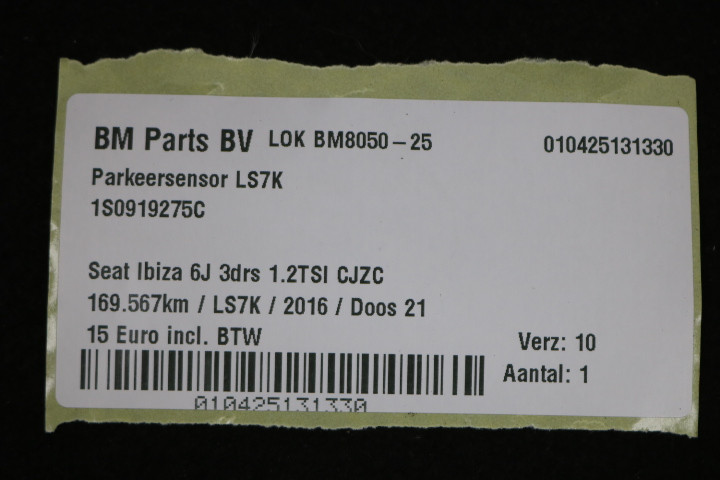 BM Parts BV LOK BM8050-25 010425131330
Parkeersensor LS7K
1S0919275C
Seat Ibiza 6J 3drs 1.2TSI CJZC
169.567km / LS7K / 2016 / Doos 21
15 Euro incl. BTW
Verz: 10
Aantal: 1
010425131330